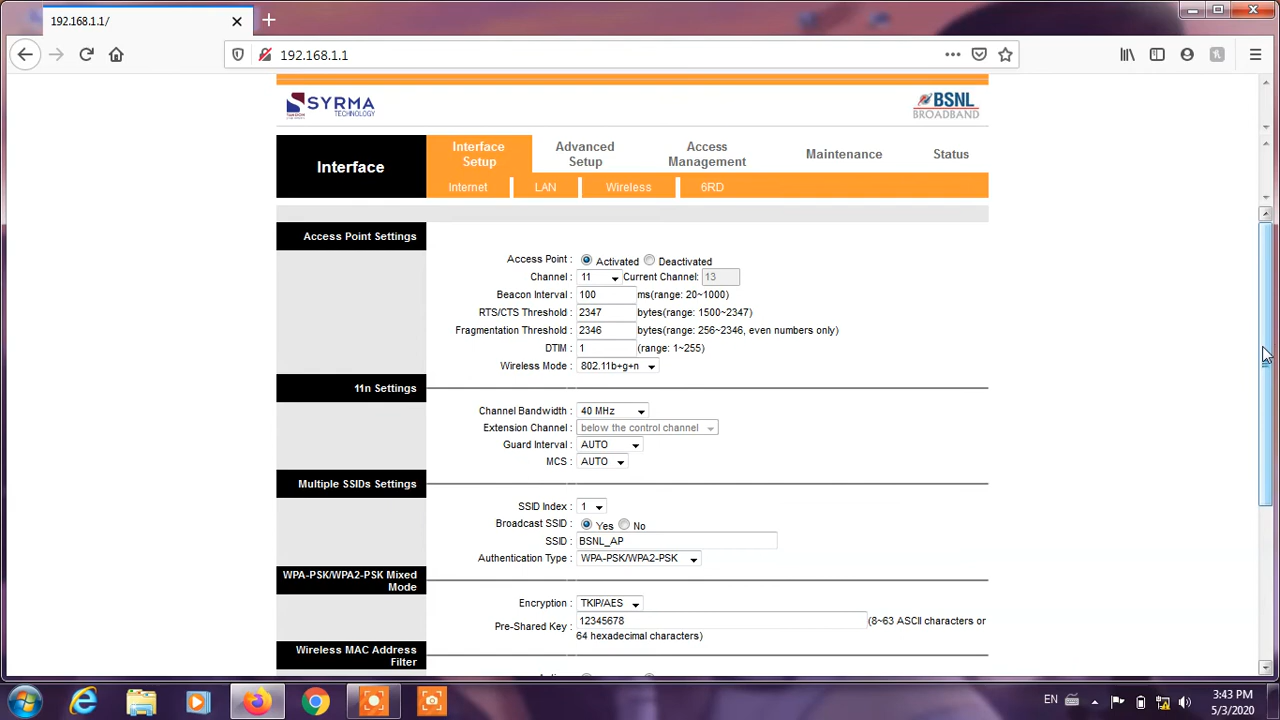 192.168.1.1/
192.168.1.1
SYRMA
TECHNOLOGY
BSNL
BROADBAND
Interface
Interface Setup
Advanced Setup
Access Management
Maintenance
Status
Internet
LAN
Wireless
6RD
Access Point Settings
Access Point : Activated Deactivated
Channel : 11 Current Channel: 13
Beacon Interval : 100 ms(range: 20~1000)
RTS/CTS Threshold : 2347 bytes(range: 1500~2347)
Fragmentation Threshold : 2346 bytes(range: 256~2346, even numbers only)
DTIM : 1 (range: 1~255)
Wireless Mode : 802.11b+g+n
11n Settings
Channel Bandwidth : 40 MHz
Extension Channel : below the control channel
Guard Interval : AUTO
MCS : AUTO
Multiple SSIDs Settings
SSID Index : 1
Broadcast SSID : Yes No
SSID : BSNL_AP
Authentication Type : WPA-PSK/WPA2-PSK
WPA-PSK/WPA2-PSK Mixed
Mode
Encryption : TKIP/AES
Pre-Shared Key : 12345678 (8~63 ASCII characters or
64 hexadecimal characters)
Wireless MAC Address
Filter
EN
3:43 PM
5/3/2020